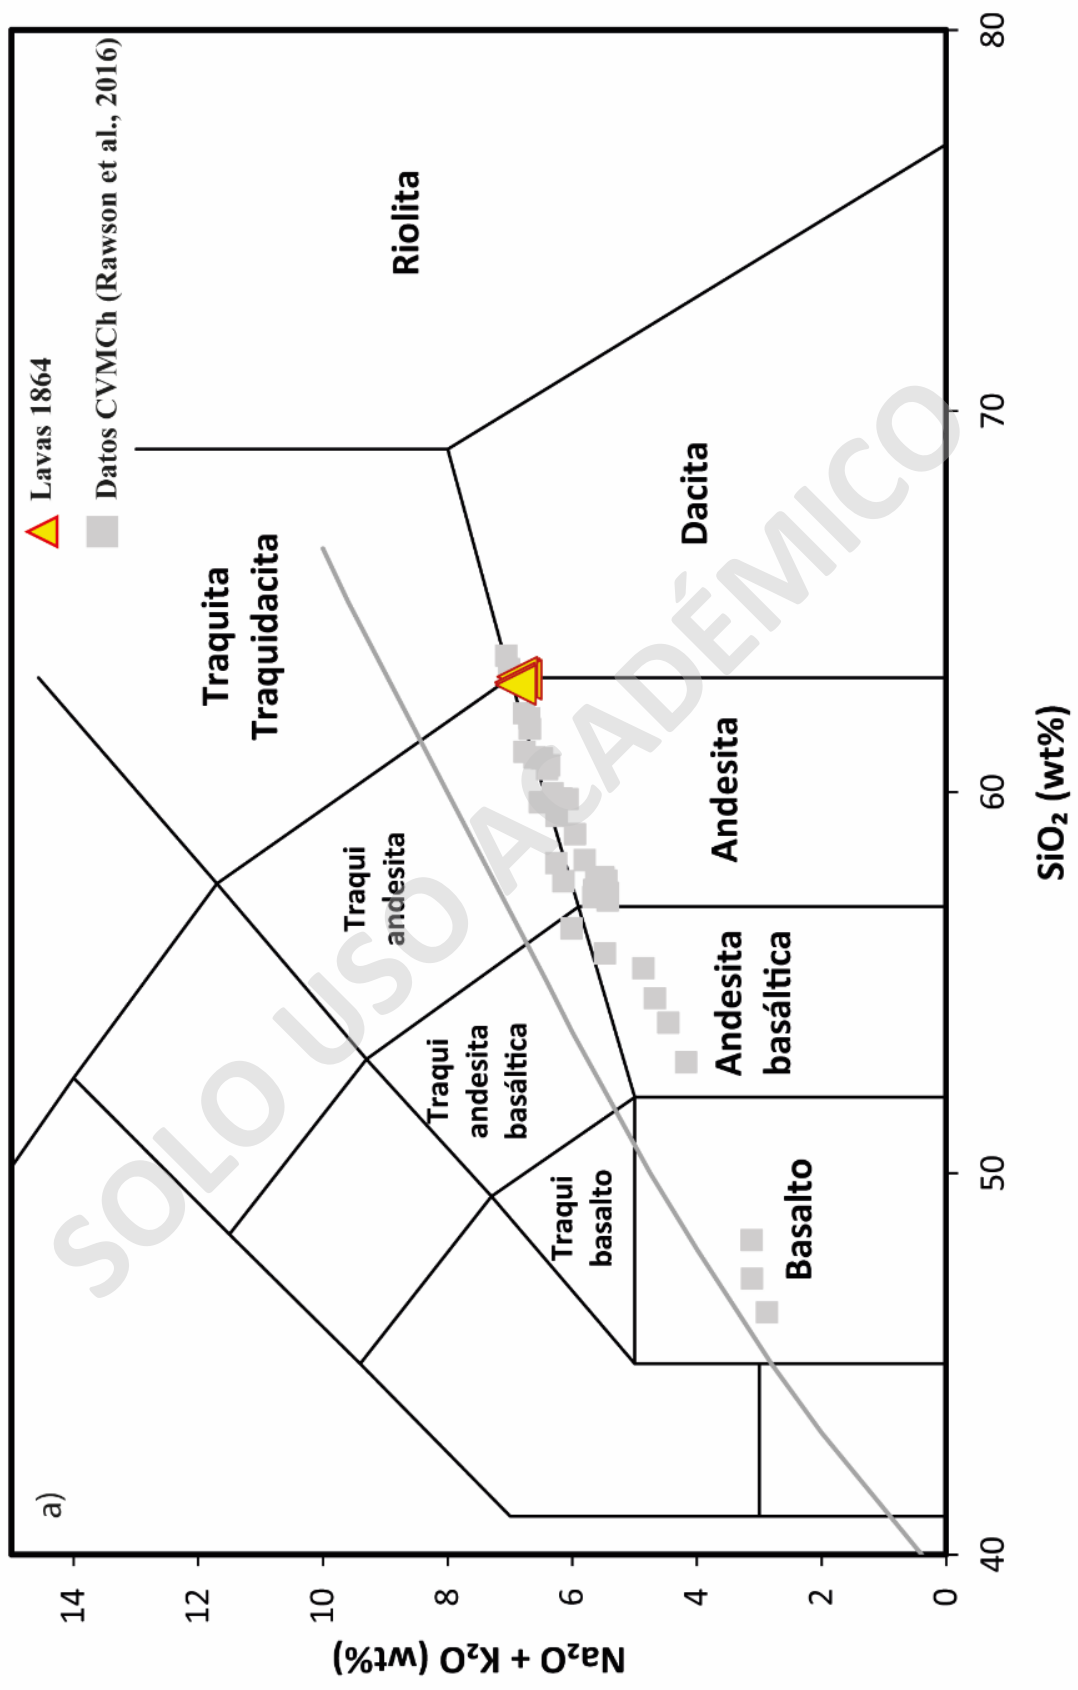 a)
Lavas 1864
Datos CVMCh (Rawson et al., 2016)
Traquita
Traquidacita
Riolita
Traqui
andesita
Traqui
andesita
basáltica
Traqui
basalto
Basalto
Andesita
basáltica
Andesita
Dacita
SOLO USO ACADÉMICO
Na₂O + K₂O (wt%)
14
12
10
8
6
4
2
0
40
50
60
70
80
SiO₂ (wt%)